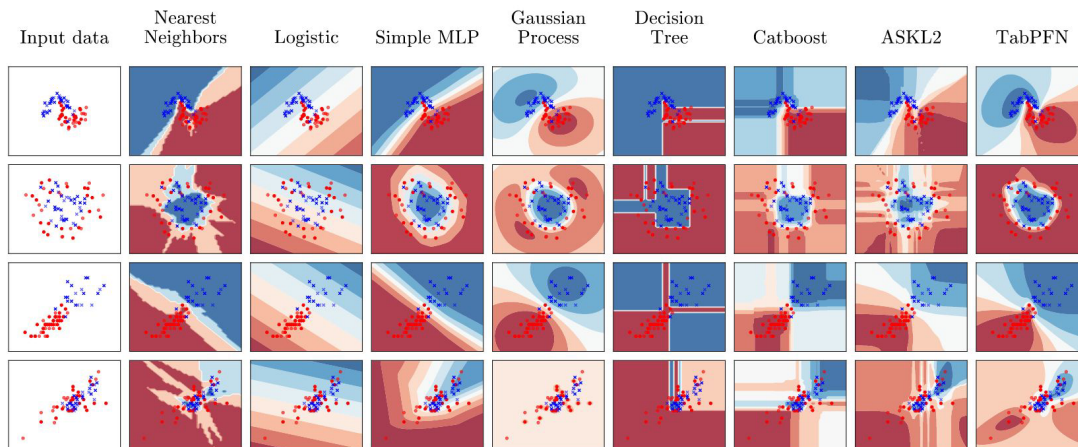 Input data
Nearest
Neighbors
Logistic
Simple MLP
Gaussian
Process
Decision
Tree
Catboost
ASKL2
TabPFN